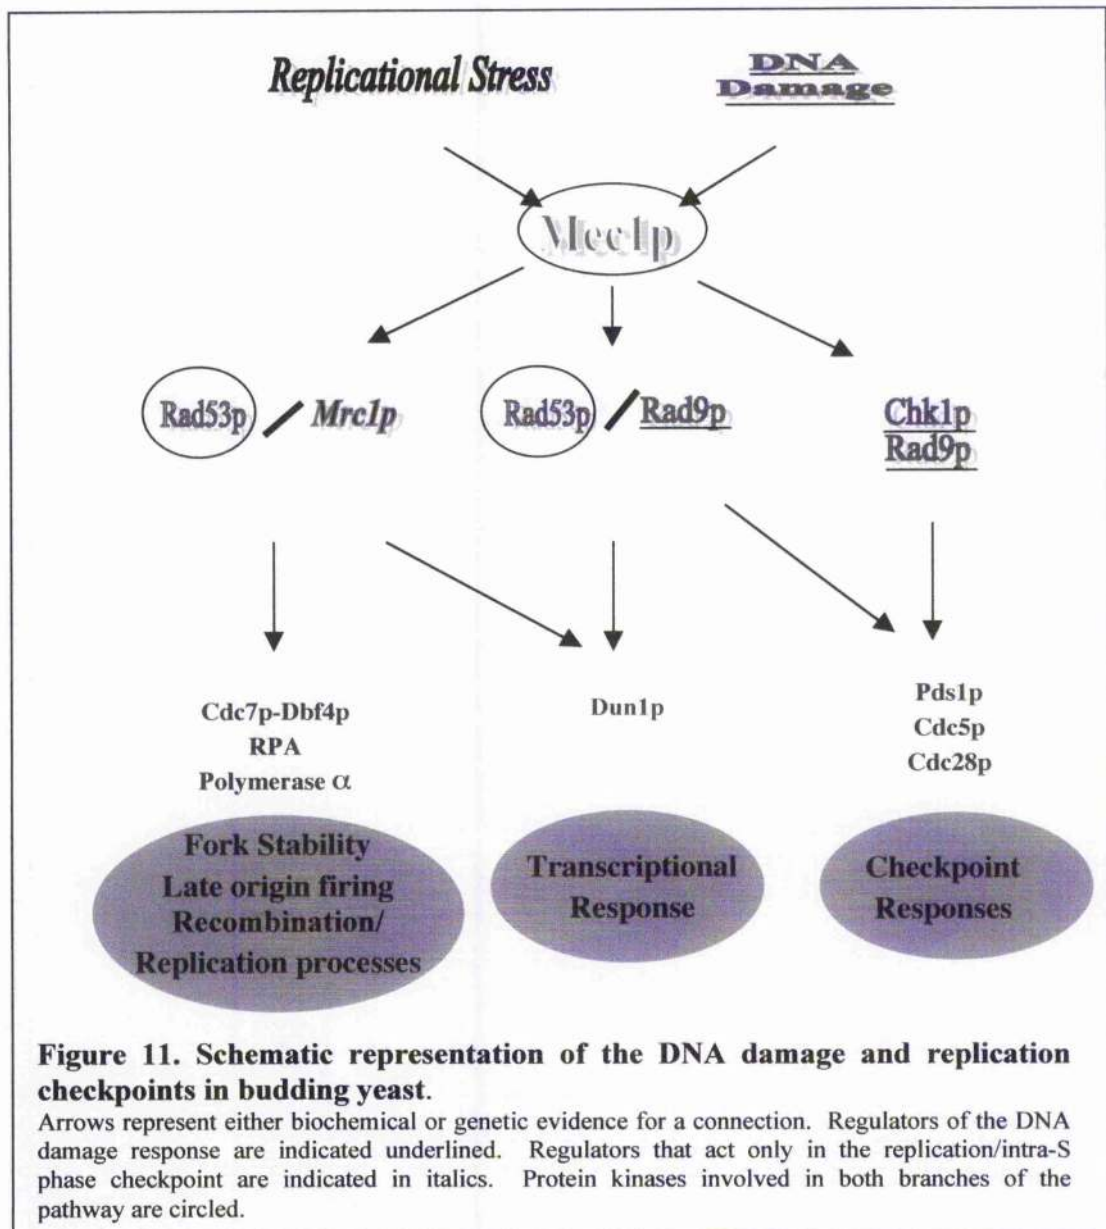 Replicational Stress
DNA
Damage
Mec1p
Rad53p / Mrc1p
Rad53p / Rad9p
Chk1p
Rad9p
Cdc7p-Dbf4p
RPA
Polymerase α
Dun1p
Pds1p
Cdc5p
Cdc28p
Fork Stability
Late origin firing
Recombination/
Replication processes
Transcriptional
Response
Checkpoint
Responses
Figure 11. Schematic representation of the DNA damage and replication
checkpoints in budding yeast.
Arrows represent either biochemical or genetic evidence for a connection. Regulators of the DNA
damage response are indicated underlined. Regulators that act only in the replication/intra-S
phase checkpoint are indicated in italics. Protein kinases involved in both branches of the
pathway are circled.